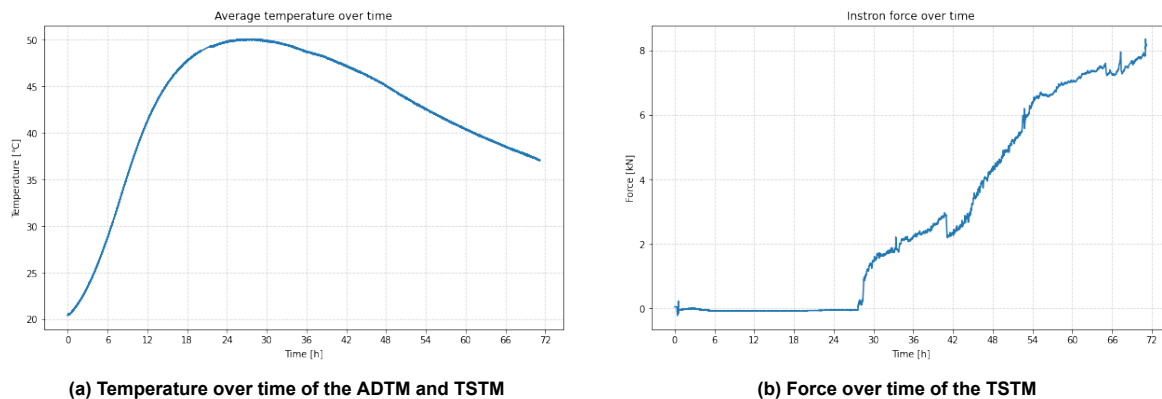 Average temperature over time
50
45
40
35
30
25
20
Temperature [°C]
0 6 12 18 24 30 36 42 48 54 60 66 72
Time [h]
(a) Temperature over time of the ADTM and TSTM
Instron force over time
8
6
4
2
0
Force [kN]
0 6 12 18 24 30 36 42 48 54 60 66 72
Time [h]
(b) Force over time of the TSTM